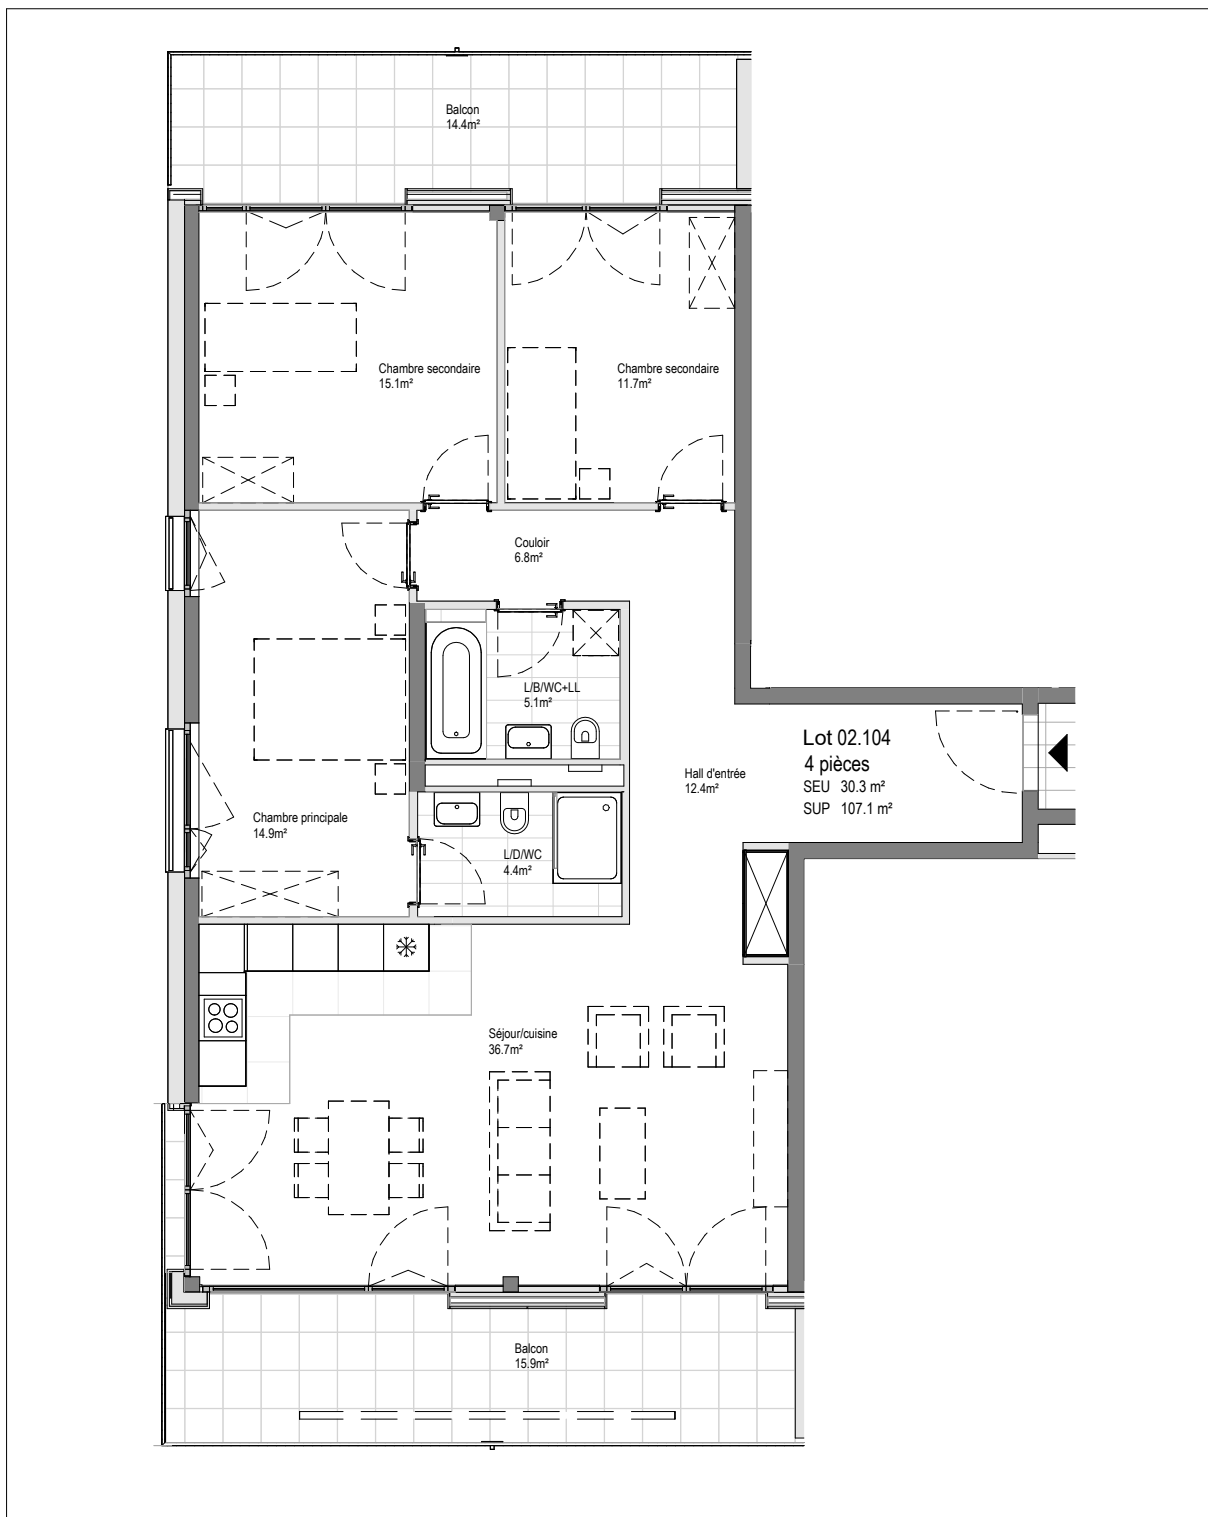 Balcon
14.4m²
Chambre secondaire
15.1m²
Chambre secondaire
11.7m²
Couloir
6.8m²
L/B/WC+LL
5.1m²
Lot 02.104
4 pièces
SEU 30.3 m²
SUP 107.1 m²
Hall d'entrée
12.4m²
Chambre principale
14.9m²
L/D/WC
4.4m²
Séjour/cuisine
36.7m²
Balcon
15.9m²